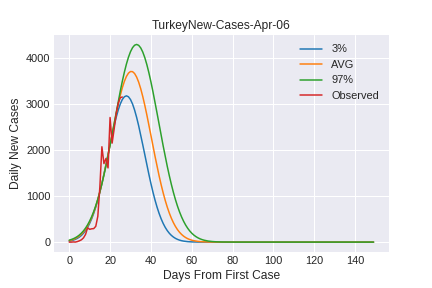 TurkeyNew-Cases-Apr-06
3%
AVG
97%
Observed
Daily New Cases
4000
3000
2000
1000
0
0 20 40 60 80 100 120 140
Days From First Case